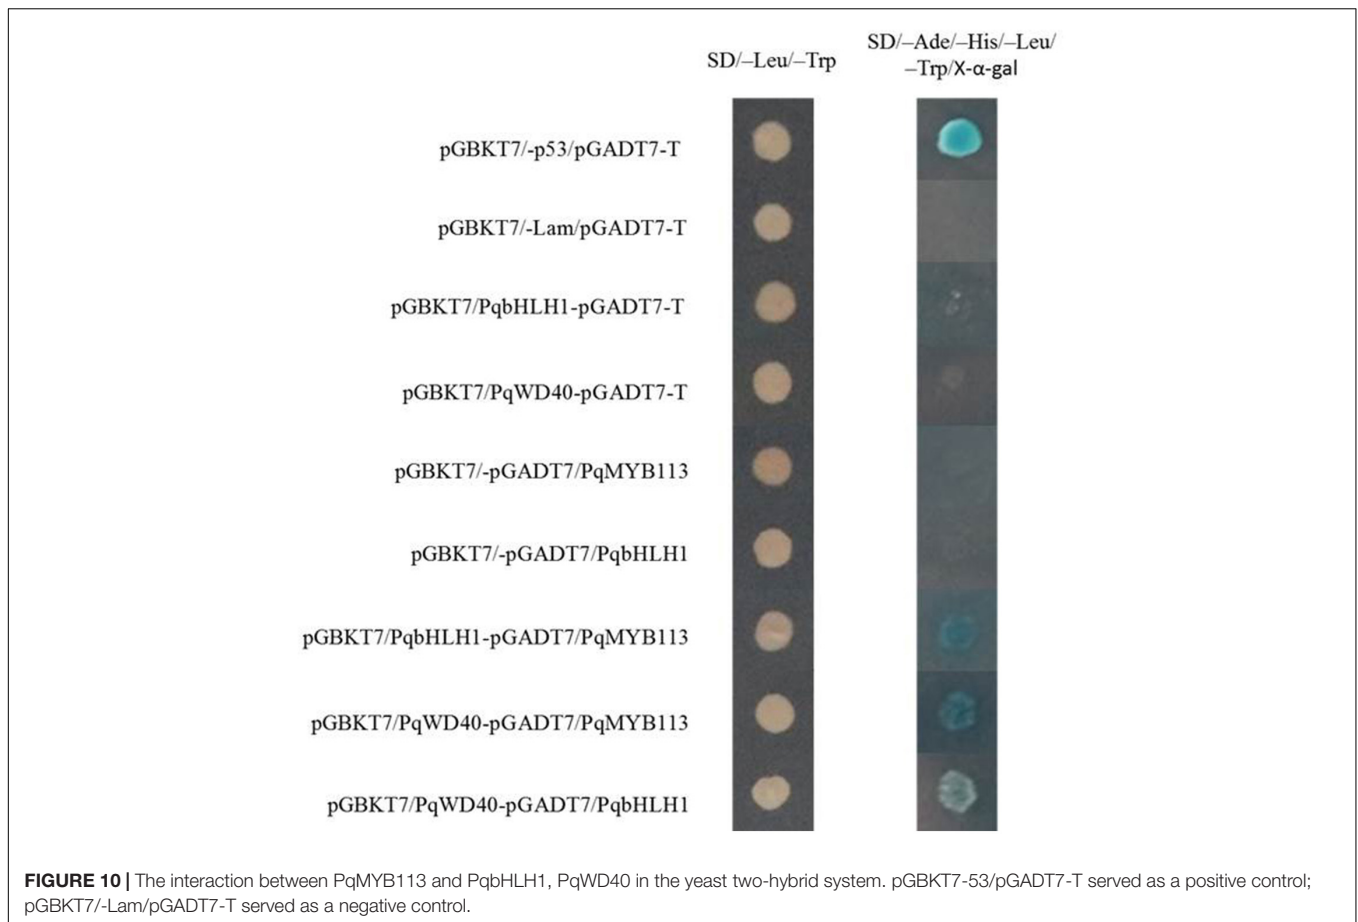 SD/–Leu/–Trp
SD/–Ade/–His/–Leu/
–Trp/X-α-gal
pGBKT7/-p53/pGADT7-T
pGBKT7/-Lam/pGADT7-T
pGBKT7/PqbHLH1-pGADT7-T
pGBKT7/PqWD40-pGADT7-T
pGBKT7/-pGADT7/PqMYB113
pGBKT7/-pGADT7/PqbHLH1
pGBKT7/PqbHLH1-pGADT7/PqMYB113
pGBKT7/PqWD40-pGADT7/PqMYB113
pGBKT7/PqWD40-pGADT7/PqbHLH1
FIGURE 10 | The interaction between PqMYB113 and PqbHLH1, PqWD40 in the yeast two-hybrid system. pGBKT7-53/pGADT7-T served as a positive control;
pGBKT7/-Lam/pGADT7-T served as a negative control.